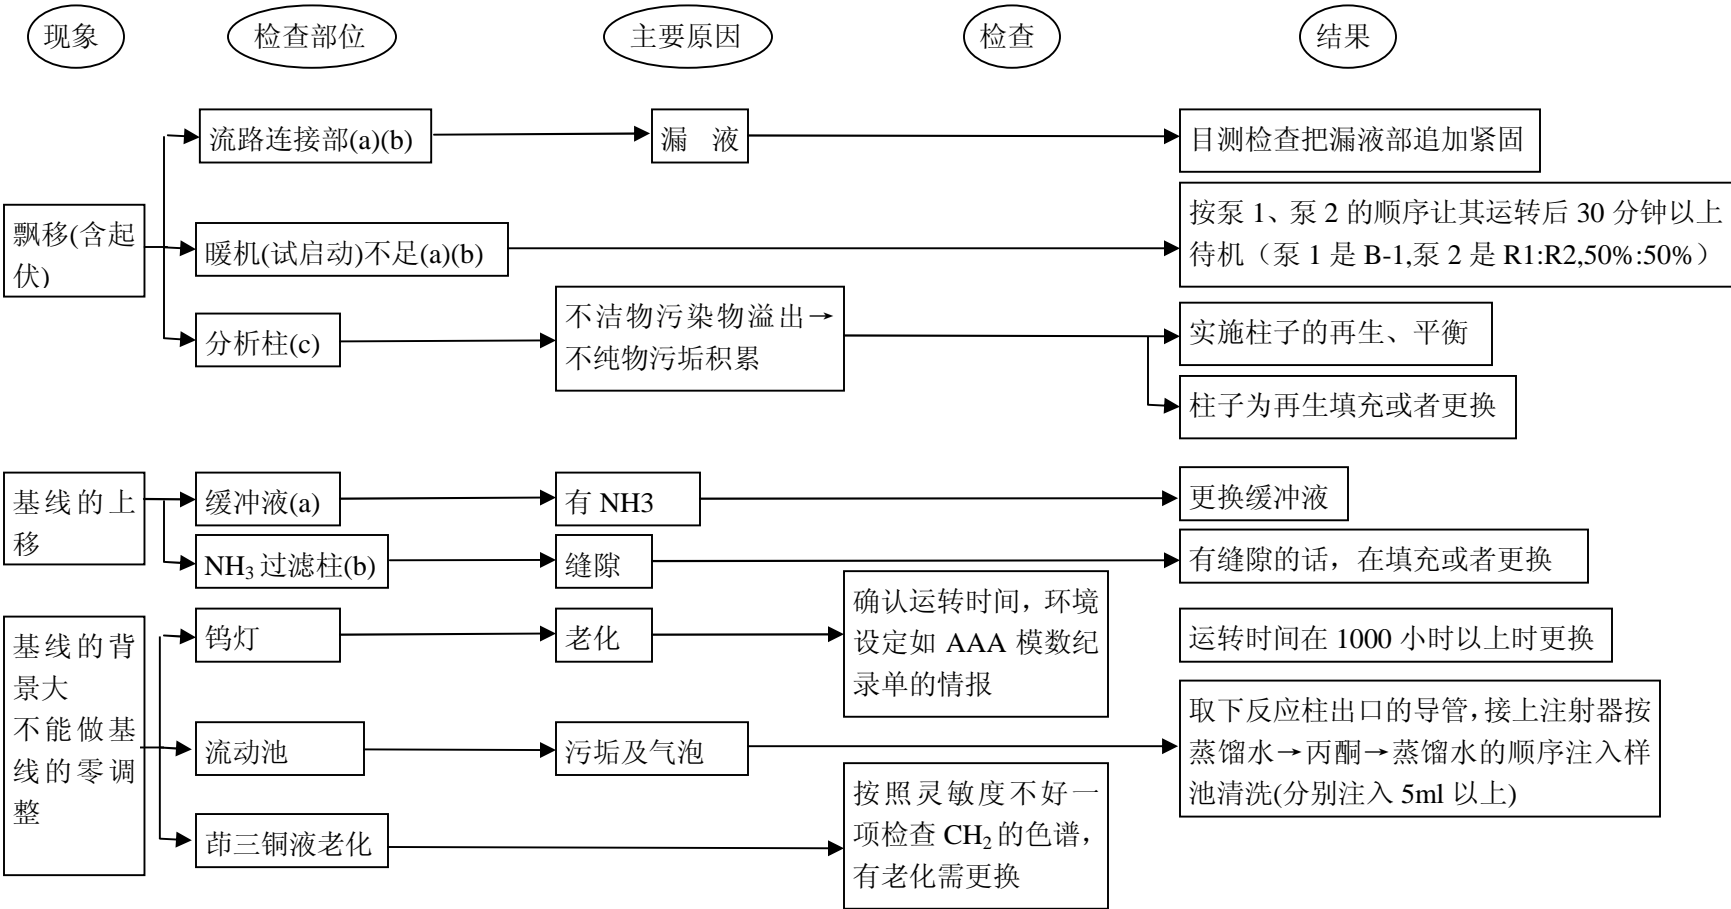 现象
检查部位
主要原因
检查
结果
流路连接部(a)(b)
漏 液
目测检查把漏液部追加紧固
飘移(含起
伏)
暖机(试启动)不足(a)(b)
按泵 1、泵 2 的顺序让其运转后 30 分钟以上
待机（泵 1 是 B-1,泵 2 是 R1:R2,50%:50%）
分析柱(c)
不洁物污染物溢出→
不纯物污垢积累
实施柱子的再生、平衡
柱子为再生填充或者更换
基线的上
移
缓冲液(a)
有 NH3
更换缓冲液
NH₃ 过滤柱(b)
缝隙
有缝隙的话，在填充或者更换
基线的背
景大
不能做基
线的零调
整
钨灯
老化
确认运转时间，环境
设定如 AAA 模数纪
录单的情报
运转时间在 1000 小时以上时更换
流动池
污垢及气泡
取下反应柱出口的导管，接上注射器按
蒸馏水→丙酮→蒸馏水的顺序注入样
池清洗(分别注入 5ml 以上)
茚三铜液老化
按照灵敏度不好一
项检查 CH₂ 的色谱，
有老化需更换